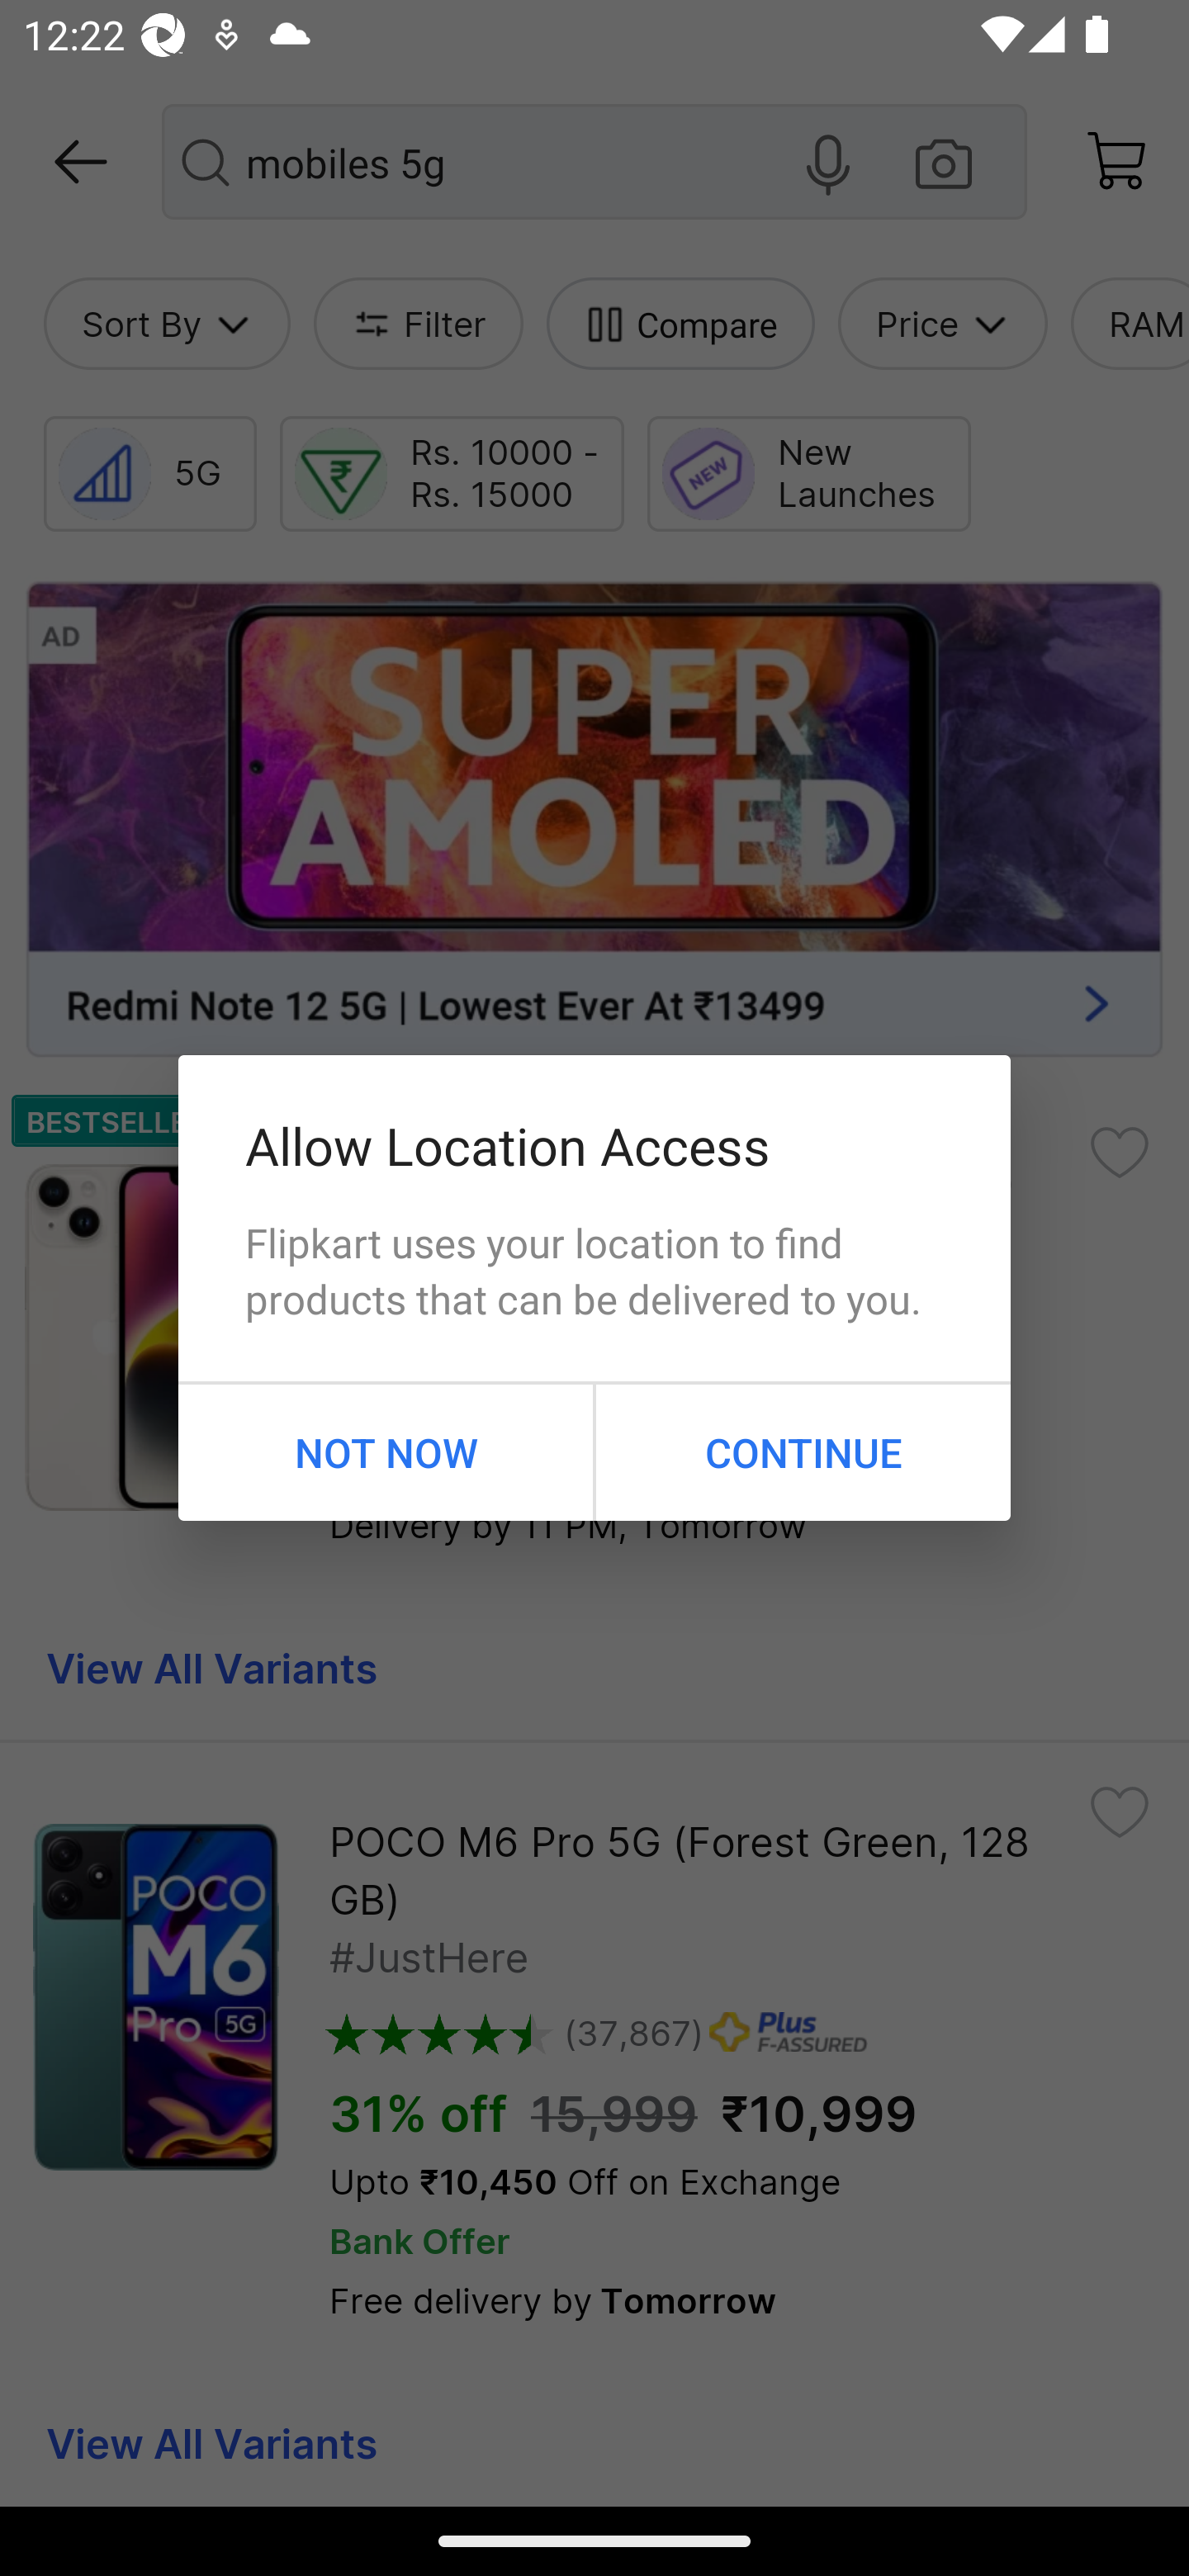 12:22
mobiles 5g
Sort By
Filter
Compare
Price
RAM
5G
Rs. 10000 -
Rs. 15000
NEW
New
Launches
AD
SUPER
AMOLED
Redmi Note 12 5G | Lowest Ever At ₹13499
Allow Location Access
Flipkart uses your location to find
products that can be delivered to you.
NOT NOW
CONTINUE
Delivery by 11 PM, Tomorrow
View All Variants
POCO M6 Pro 5G (Forest Green, 128
GB)
#JustHere
POCO
M6
Pro 5G
(37,867)
Plus
F-ASSURED
31% off 15,999 ₹10,999
Upto ₹10,450 Off on Exchange
Bank Offer
Free delivery by Tomorrow
View All Variants